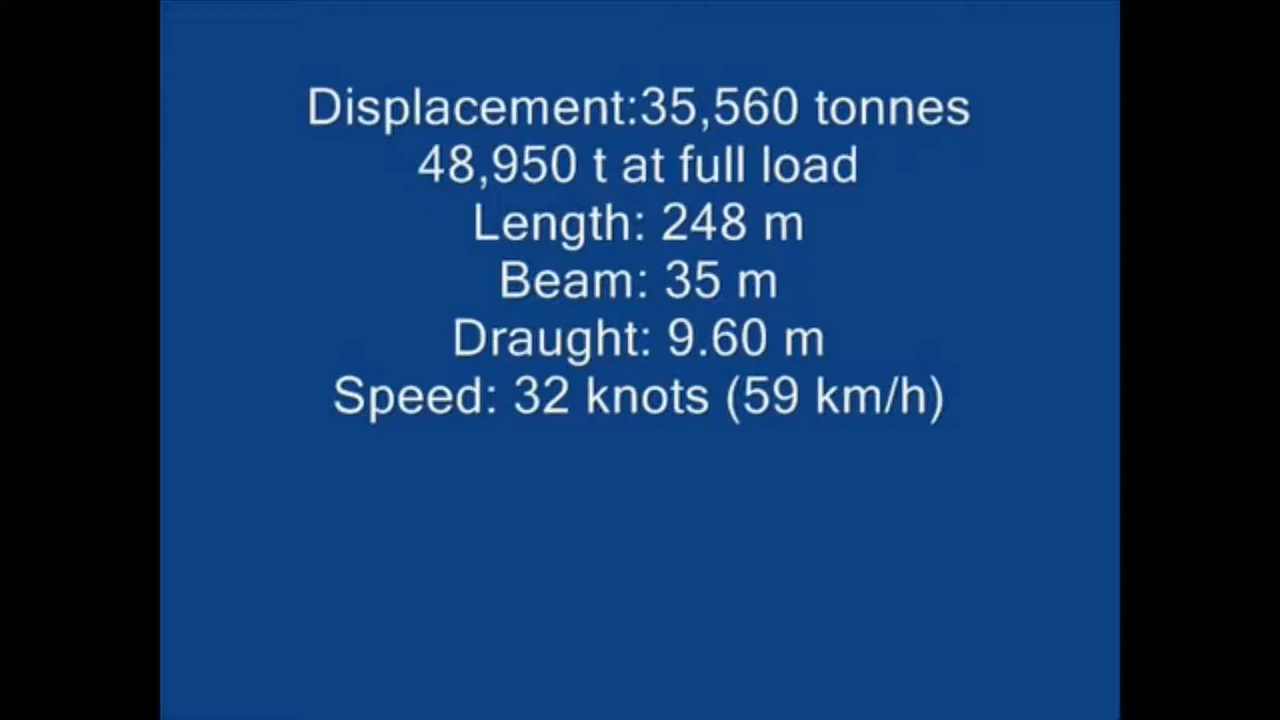 Displacement:35,560 tonnes
48,950 t at full load
Length: 248 m
Beam: 35 m
Draught: 9.60 m
Speed: 32 knots (59 km/h)